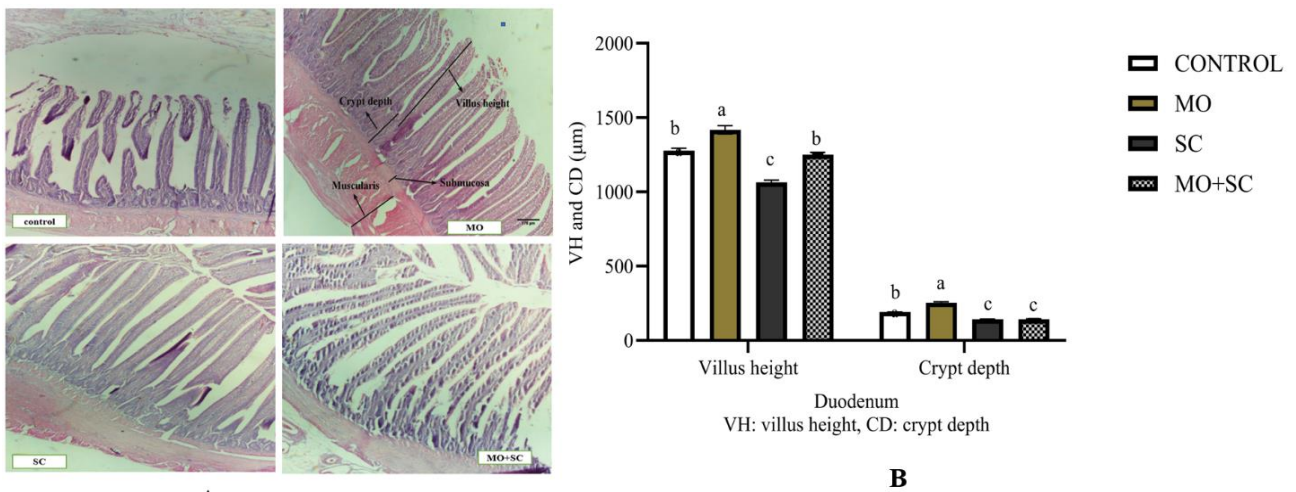 control
Crypt depth
Villus height
Muscularis
Submucosa
MO
SC
MO+SC
2000
1500
1000
500
0
VH and CD (µm)
b
a
c
b
b
a
c
c
Villus height
Crypt depth
Duodenum
VH: villus height, CD: crypt depth
CONTROL
MO
SC
MO+SC
B